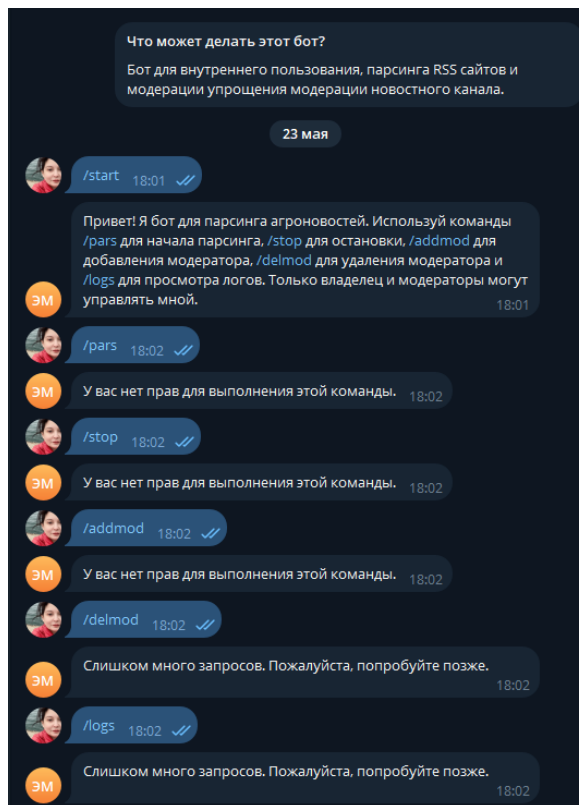 Что может делать этот бот?
Бот для внутреннего пользования, парсинга RSS сайтов и
модерации упрощения модерации новостного канала.
23 мая
/start 18:01
Привет! Я бот для парсинга агроновостей. Используй команды
/pars для начала парсинга, /stop для остановки, /addmod для
добавления модератора, /delmod для удаления модератора и
/logs для просмотра логов. Только владелец и модераторы могут
управлять мной.
18:01
ЭМ
/pars 18:02
ЭМ
У вас нет прав для выполнения этой команды. 18:02
/stop 18:02
ЭМ
У вас нет прав для выполнения этой команды. 18:02
/addmod 18:02
ЭМ
У вас нет прав для выполнения этой команды. 18:02
/delmod 18:02
Слишком много запросов. Пожалуйста, попробуйте позже.
ЭМ
18:02
/logs 18:02
Слишком много запросов. Пожалуйста, попробуйте позже.
ЭМ
18:02